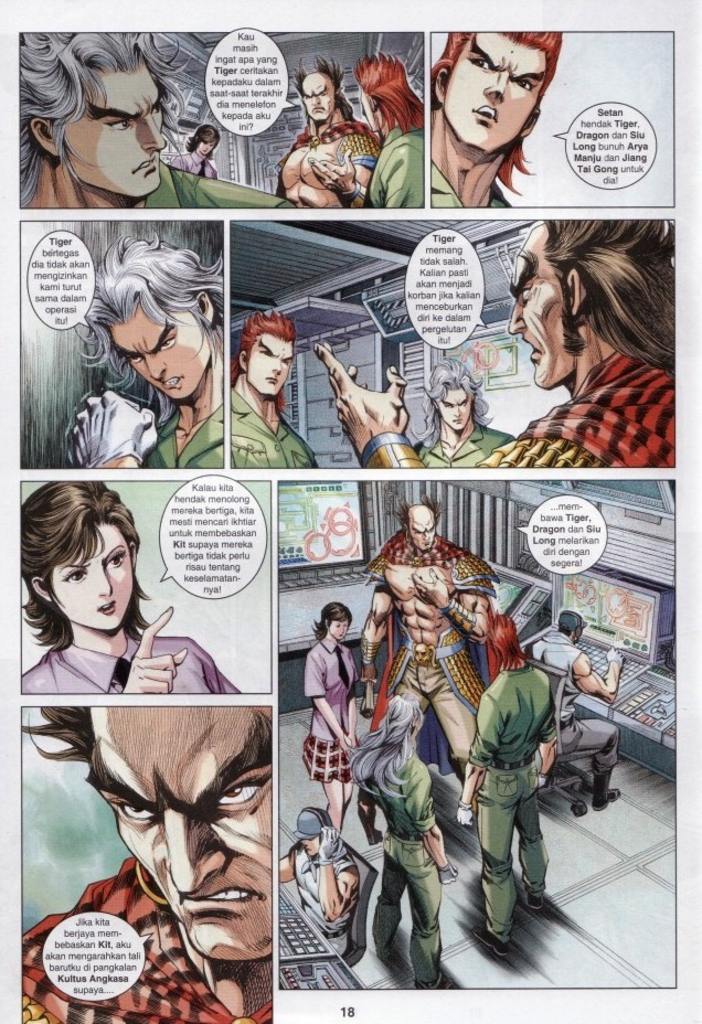 Kau
masih
ingat apa yang
Tiger ceritakan
kepadaku dalam
saat-saat terakhir
dia menelefon
kepada aku
ini?
Setan
hendak Tiger,
Dragon dan Siu
Long bunuh Arya
Manju dan Jiang
Tai Gong untuk
dia!
Tiger
bertegas
dia tidak akan
mengizinkan
kami turut
sama dalam
operasi
itu!
Tiger
memang
tidak salah.
Kalian pasti
akan menjadi
korban jika kalian
menceburkan
diri ke dalam
pergelutan
itu!
Kalau kita
hendak menolong
mereka bertiga, kita
mesti mencari ikhtiar
untuk membebaskan
Kit supaya mereka
bertiga tidak perlu
risau tentang
keselamatan-
nya!
Jika kita
berjaya mem-
bebaskan Kit, aku
akan mengarahkan tali
barutku di pangkalan
Kultus Angkasa
supaya....
...mem-
bawa Tiger,
Dragon dan Siu
Long melarikan
diri dengan
segera!
18